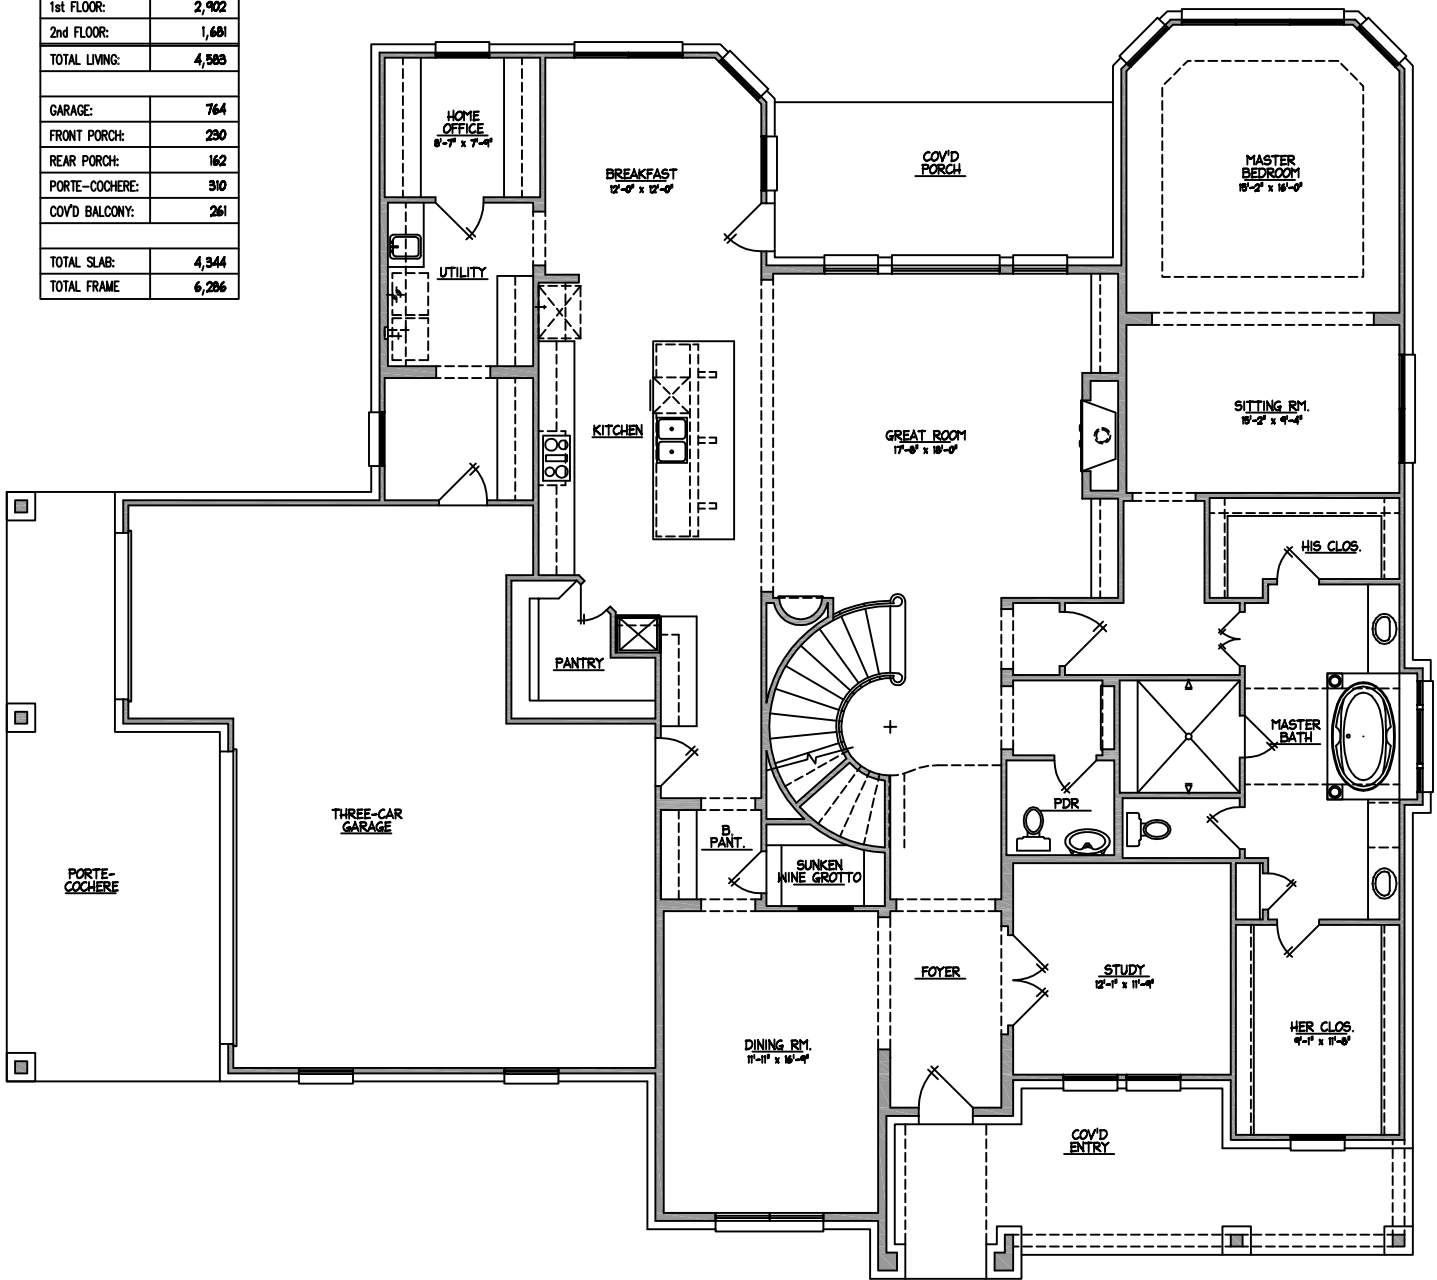 1st FLOOR: 2,902
2nd FLOOR: 1,681
TOTAL LIVING: 4,583
GARAGE: 764
FRONT PORCH: 230
REAR PORCH: 162
PORTE-COCHERE: 310
COV'D BALCONY: 261
TOTAL SLAB: 4,344
TOTAL FRAME 6,286
HOME
OFFICE
8'-7" x 7'-9"
BREAKFAST
12'-0" x 12'-0"
COV'D
PORCH
MASTER
BEDROOM
15'-2" x 16'-0"
UTILITY
KITCHEN
GREAT ROOM
17'-8" x 18'-0"
SITTING RM.
15'-2" x 9'-4"
HIS CLOS.
PANTRY
MASTER
BATH
THREE-CAR
GARAGE
PDR
B.
PANT.
PORTE-
COCHERE
SUNKEN
WINE GROTTO
FOYER
STUDY
12'-1" x 11'-9"
DINING RM.
11'-11" x 16'-9"
HER CLOS.
9'-1" x 11'-8"
COV'D
ENTRY